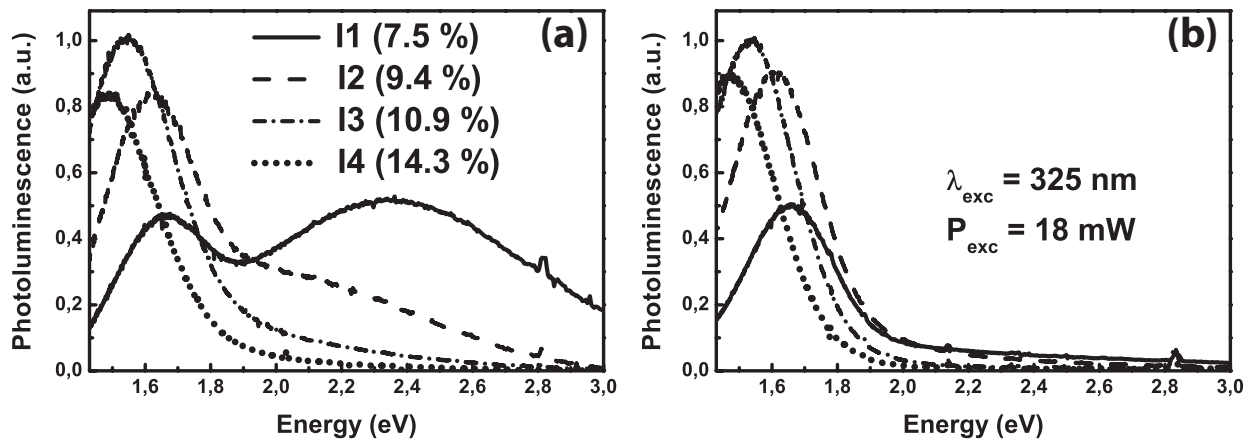 (a)
I1 (7.5 %)
I2 (9.4 %)
I3 (10.9 %)
I4 (14.3 %)
Photoluminescence (a.u.)
1,0
0,8
0,6
0,4
0,2
0,0
1,6 1,8 2,0 2,2 2,4 2,6 2,8 3,0
Energy (eV)
(b)
λexc = 325 nm
Pexc = 18 mW
Photoluminescence (a.u.)
1,0
0,8
0,6
0,4
0,2
0,0
1,6 1,8 2,0 2,2 2,4 2,6 2,8 3,0
Energy (eV)